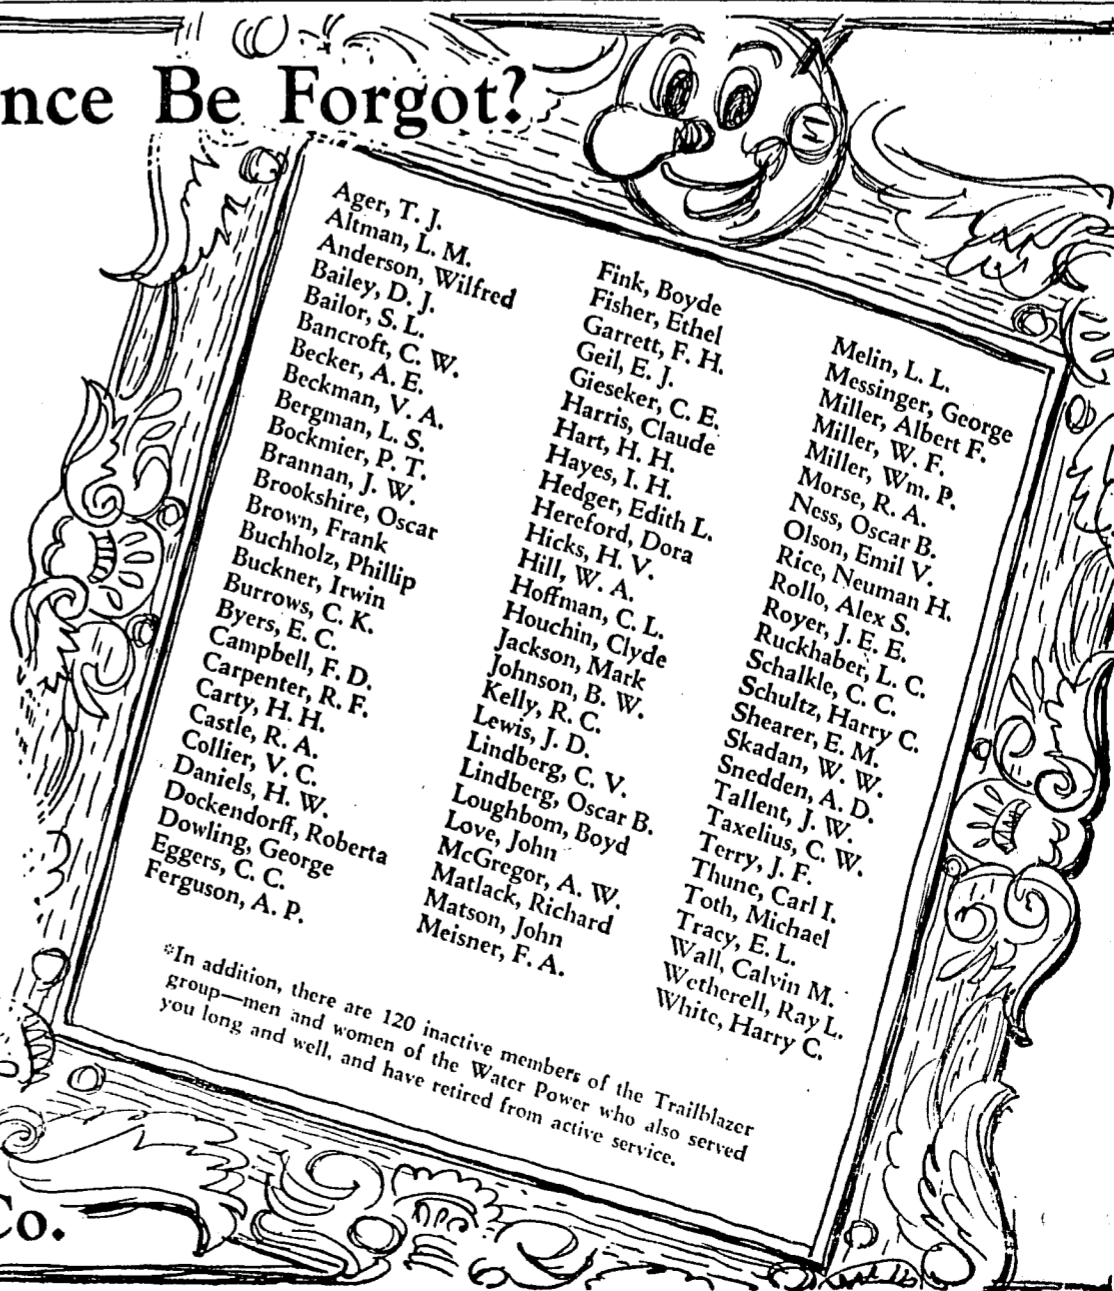 nce Be Forgot?
Ager, T. J.
Altman, L. M.
Anderson, Wilfred
Bailey, D. J.
Bailor, S. L.
Bancroft, C. W.
Becker, A. E.
Beckman, V. A.
Bergman, L. S.
Bockmier, P. T.
Brannan, J. W.
Brookshire, Oscar
Brown, Frank
Buchholz, Phillip
Buckner, Irwin
Burrows, C. K.
Byers, E. C.
Campbell, F. D.
Carpenter, R. F.
Carty, H. H.
Castle, R. A.
Collier, V. C.
Daniels, H. W.
Dockendorff, Roberta
Dowling, George
Eggers, C. C.
Ferguson, A. P.
Fink, Boyde
Fisher, Ethel
Garrett, F. H.
Geil, E. J.
Gieseker, C. E.
Harris, Claude
Hart, H. H.
Hayes, I. H.
Hedger, Edith L.
Hereford, Dora
Hicks, H. V.
Hill, W. A.
Hoffman, C. L.
Houchin, Clyde
Jackson, Mark
Johnson, B. W.
Kelly, R. C.
Lewis, J. D.
Lindberg, C. V.
Lindberg, Oscar B.
Loughbom, Boyd
Love, John
McGregor, A. W.
Matlack, Richard
Matson, John
Meisner, F. A.
Melin, L. L.
Messinger, George
Miller, Albert F.
Miller, W. F.
Miller, Wm. P.
Morse, R. A.
Ness, Oscar B.
Olson, Emil V.
Rice, Neuman H.
Rollo, Alex S.
Royer, J. E. E.
Ruckhaber, L. C.
Schalkle, C. C.
Schultz, Harry C.
Shearer, E. M.
Skadan, W. W.
Snedden, A. D.
Tallent, J. W.
Taxelius, C. W.
Terry, J. F.
Thune, Carl I.
Toth, Michael
Tracy, E. L.
Wall, Calvin M.
Wetherell, Ray L.
White, Harry C.
*In addition, there are 120 inactive members of the Trailblazer
group—men and women of the Water Power who also served
you long and well, and have retired from active service.
Co.